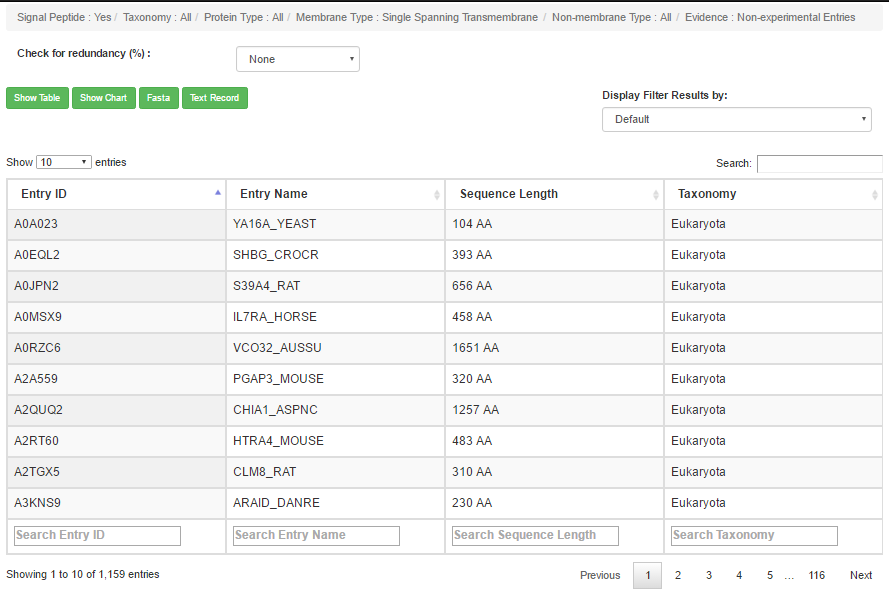 Signal Peptide : Yes / Taxonomy : All / Protein Type : All / Membrane Type : Single Spanning Transmembrane / Non-membrane Type : All / Evidence : Non-experimental Entries
Check for redundancy (%) : None
Show Table Show Chart Fasta Text Record
Display Filter Results by:
Default
Show 10 entries Search:
Entry ID Entry Name Sequence Length Taxonomy
A0A023 YA16A_YEAST 104 AA Eukaryota
A0EQL2 SHBG_CROCR 393 AA Eukaryota
A0JPN2 S39A4_RAT 656 AA Eukaryota
A0MSX9 IL7RA_HORSE 458 AA Eukaryota
A0RZC6 VCO32_AUSSU 1651 AA Eukaryota
A2A559 PGAP3_MOUSE 320 AA Eukaryota
A2QUQ2 CHIA1_ASPNC 1257 AA Eukaryota
A2RT60 HTRA4_MOUSE 483 AA Eukaryota
A2TGX5 CLM8_RAT 310 AA Eukaryota
A3KNS9 ARAID_DANRE 230 AA Eukaryota
Search Entry ID Search Entry Name Search Sequence Length Search Taxonomy
Showing 1 to 10 of 1,159 entries Previous 1 2 3 4 5 … 116 Next